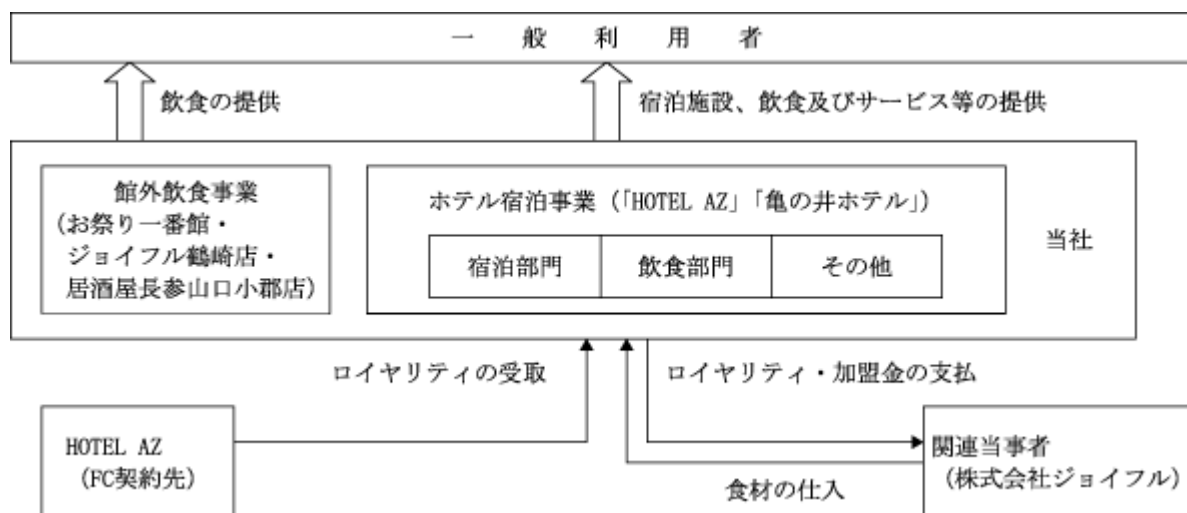 一般利用者
飲食の提供
宿泊施設、飲食及びサービス等の提供
館外飲食事業
(お祭り一番館・
ジョイフル鶴崎店・
居酒屋長参山口小郡店)
ホテル宿泊事業(「HOTEL AZ」「亀の井ホテル」)
宿泊部門
飲食部門
その他
当社
ロイヤリティの受取
ロイヤリティ・加盟金の支払
HOTEL AZ
(FC契約先)
食材の仕入
関連当事者
(株式会社ジョイフル)